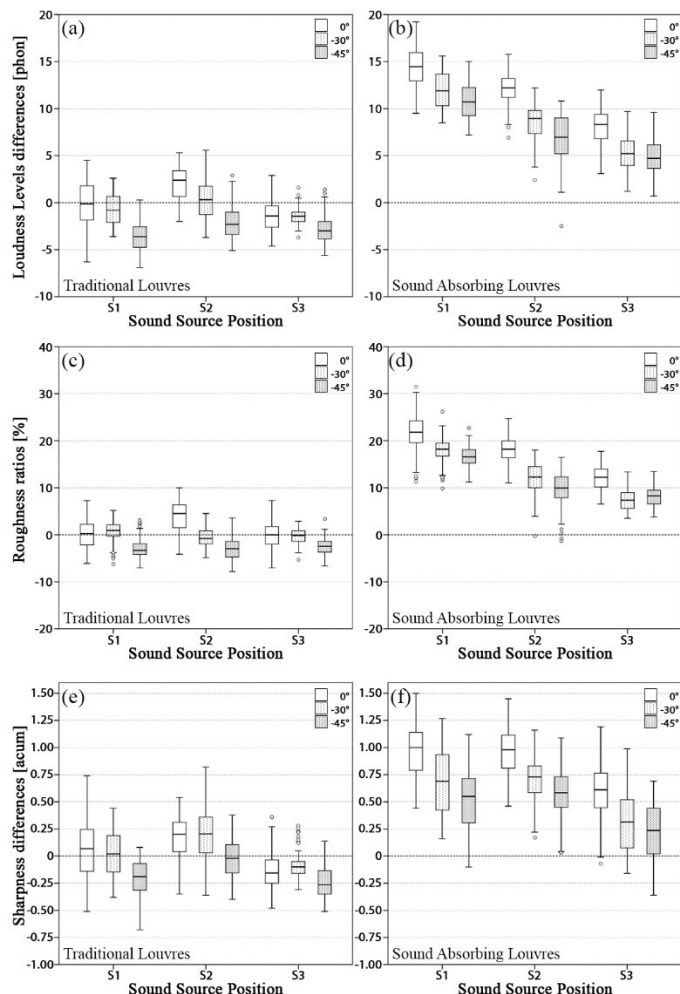 (a)
Loudness Levels differences [phon]
20
15
10
5
0
-5
-10
0°
-30°
-45°
Traditional Louvres
S1
S2
S3
Sound Source Position
(b)
20
15
10
5
0
-5
-10
0°
-30°
-45°
Sound Absorbing Louvres
S1
S2
S3
Sound Source Position
(c)
Roughness ratios [%]
40
30
20
10
0
-10
-20
0°
-30°
-45°
Traditional Louvres
S1
S2
S3
Sound Source Position
(d)
40
30
20
10
0
-10
-20
0°
-30°
-45°
Sound Absorbing Louvres
S1
S2
S3
Sound Source Position
(e)
Sharpness differences [acum]
1.50
1.25
1.00
0.75
0.50
0.25
0
-0.25
-0.50
-0.75
-1.00
0°
-30°
-45°
Traditional Louvres
S1
S2
S3
Sound Source Position
(f)
1.50
1.25
1.00
0.75
0.50
0.25
0
-0.25
-0.50
-0.75
-1.00
0°
-30°
-45°
Sound Absorbing Louvres
S1
S2
S3
Sound Source Position